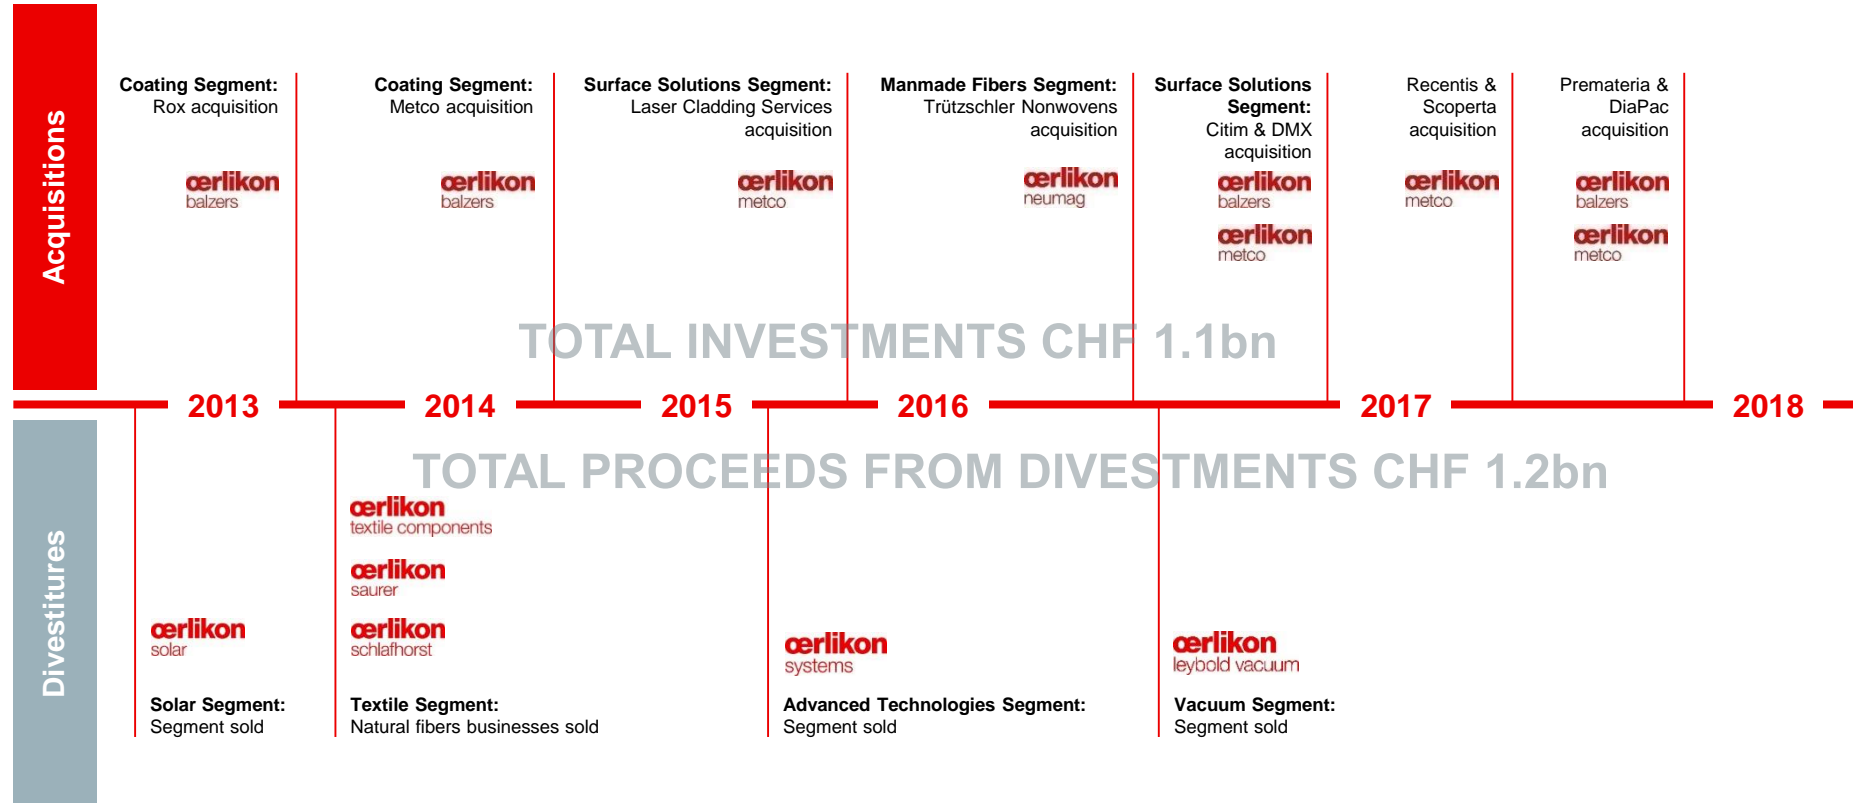 Acquisitions
Coating Segment:
Rox acquisition
œrlikon
balzers
Coating Segment:
Metco acquisition
œrlikon
balzers
Surface Solutions Segment:
Laser Cladding Services
acquisition
œrlikon
metco
Manmade Fibers Segment:
Trützschler Nonwovens
acquisition
œrlikon
neumag
Surface Solutions
Segment:
Citim & DMX
acquisition
œrlikon
balzers
œrlikon
metco
Recentis &
Scoperta
acquisition
œrlikon
metco
Premateria &
DiaPac
acquisition
œrlikon
balzers
œrlikon
metco
TOTAL INVESTMENTS CHF 1.1bn
2013 2014 2015 2016 2017 2018
TOTAL PROCEEDS FROM DIVESTMENTS CHF 1.2bn
Divestitures
œrlikon
solar
Solar Segment:
Segment sold
œrlikon
textile components
œrlikon
saurer
œrlikon
schlafhorst
Textile Segment:
Natural fibers businesses sold
œrlikon
systems
Advanced Technologies Segment:
Segment sold
œrlikon
leybold vacuum
Vacuum Segment:
Segment sold